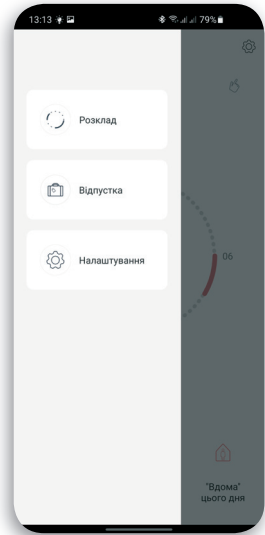 13:13 79%
Розклад
Відпустка
06
Налаштування
"Вдома"
цього дня